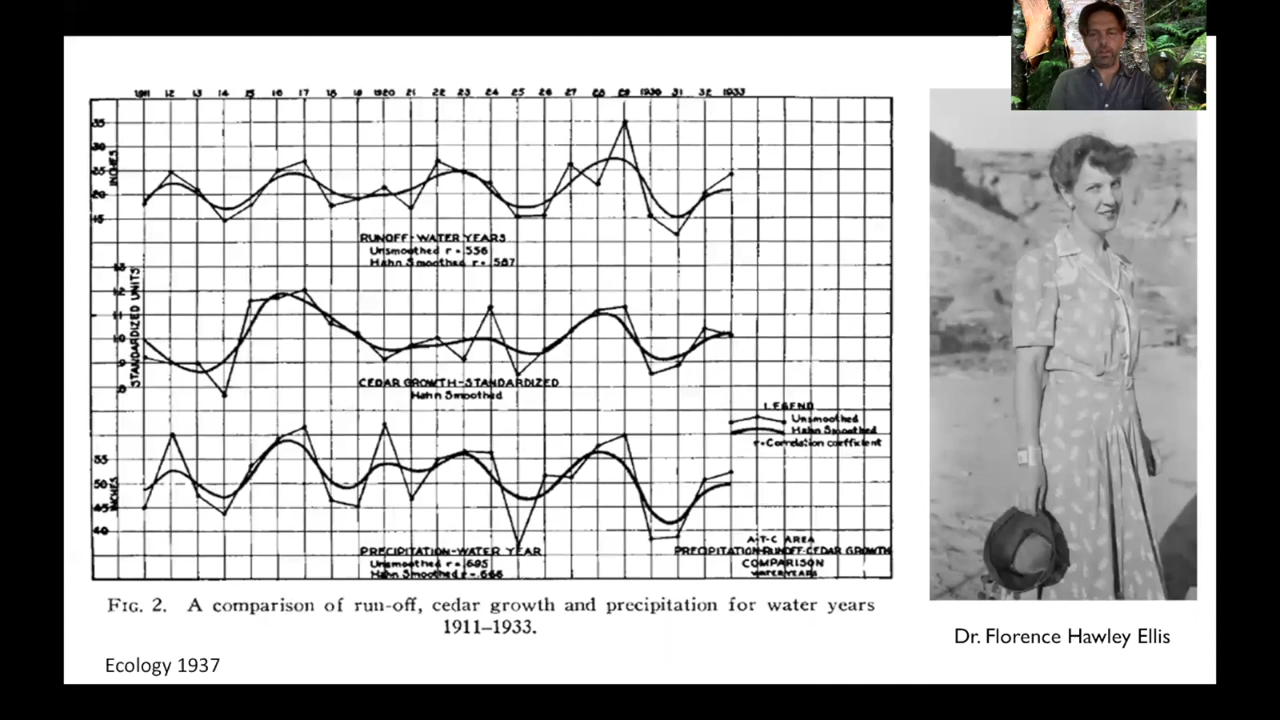 1911 12 13 14 15 16 17 18 19 1920 21 22 23 24 25 26 27 28 29 1930 31 32 1933
35
30
25
20
15
INCHES
RUNOFF-WATER YEARS
Unsmoothed r = .556
Hahn Smoothed r = .587
13
12
11
10
9
8
STANDARDIZED UNITS
CEDAR GROWTH-STANDARDIZED
Hahn Smoothed
LEGEND
Unsmoothed
Hahn Smoothed
r=Correlation coefficient
55
50
45
40
INCHES
PRECIPITATION-WATER YEAR
Unsmoothed r = .695
Hahn Smoothed r = .666
A-T-C AREA
PRECIPITATION-RUNOFF-CEDAR GROWTH
COMPARISON
WATER YEARS
FIG. 2. A comparison of run-off, cedar growth and precipitation for water years
1911–1933.
Ecology 1937
Dr. Florence Hawley Ellis